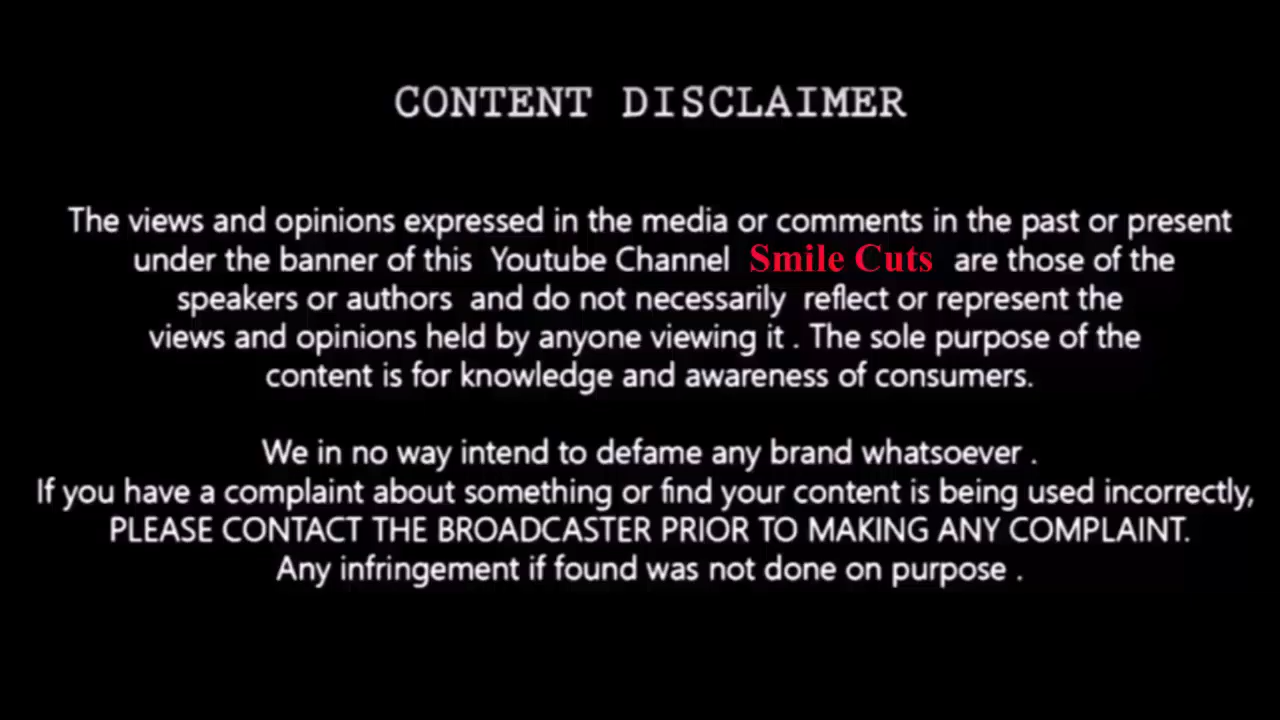 CONTENT DISCLAIMER
The views and opinions expressed in the media or comments in the past or present
under the banner of this Youtube Channel Smile Cuts are those of the
speakers or authors and do not necessarily reflect or represent the
views and opinions held by anyone viewing it . The sole purpose of the
content is for knowledge and awareness of consumers.
We in no way intend to defame any brand whatsoever .
If you have a complaint about something or find your content is being used incorrectly,
PLEASE CONTACT THE BROADCASTER PRIOR TO MAKING ANY COMPLAINT.
Any infringement if found was not done on purpose .